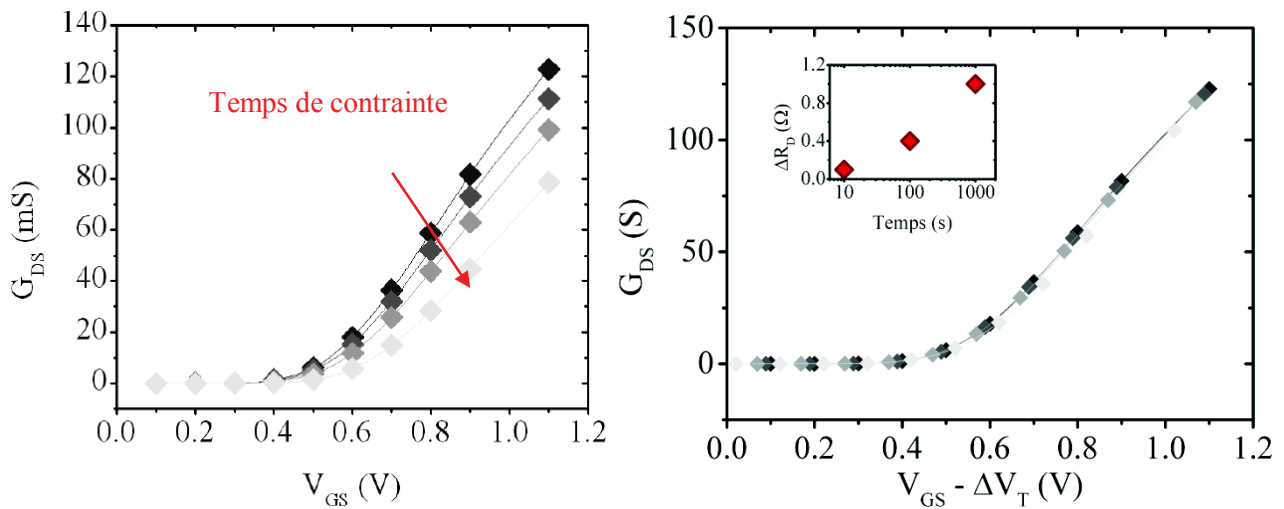 140
120
100
80
60
40
20
0
G_DS (mS)
Temps de contrainte
0.0 0.2 0.4 0.6 0.8 1.0 1.2
V_GS (V)
150
100
50
0
G_DS (S)
1.2
0.8
0.4
0.0
ΔR_D (Ω)
10 100 1000
Temps (s)
0.0 0.2 0.4 0.6 0.8 1.0 1.2
V_GS - ΔV_T (V)